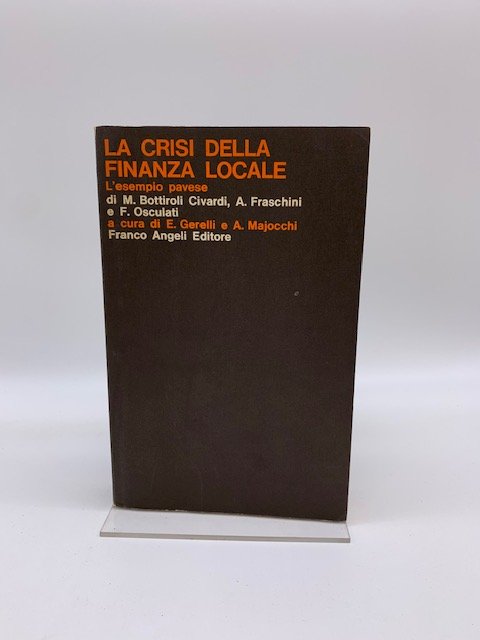 LA CRISI DELLA
FINANZA LOCALE
L'esempio pavese
di M. Bottiroli Civardi, A. Fraschini
e F. Osculati
a cura di E. Gerelli e A. Majocchi
Franco Angeli Editore